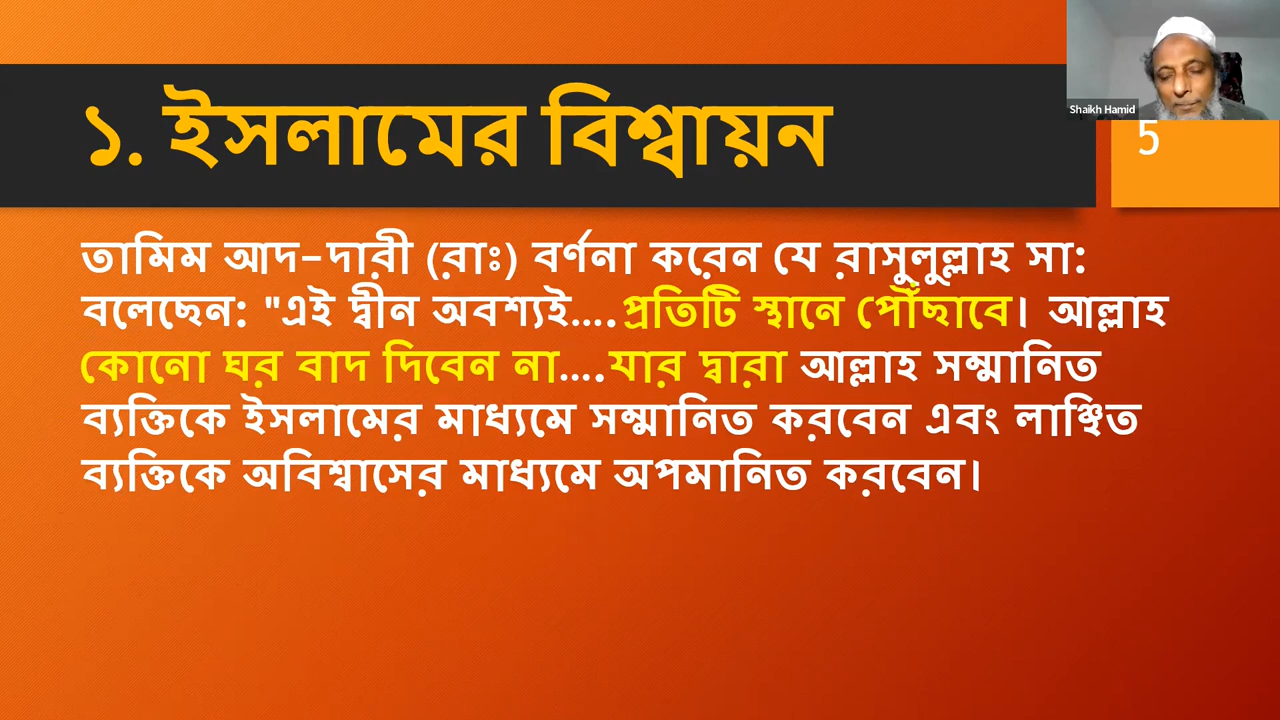 Shaikh Hamid
5
১. ইসলামের বিশ্বায়ন
তামিম আদ-দারী (রাঃ) বর্ণনা করেন যে রাসুলুল্লাহ সা:
বলেছেন: "এই দ্বীন অবশ্যই....প্রতিটি স্থানে পৌঁছাবে। আল্লাহ
কোনো ঘর বাদ দিবেন না....যার দ্বারা আল্লাহ সম্মানিত
ব্যক্তিকে ইসলামের মাধ্যমে সম্মানিত করবেন এবং লাঞ্চিত
ব্যক্তিকে অবিশ্বাসের মাধ্যমে অপমানিত করবেন।